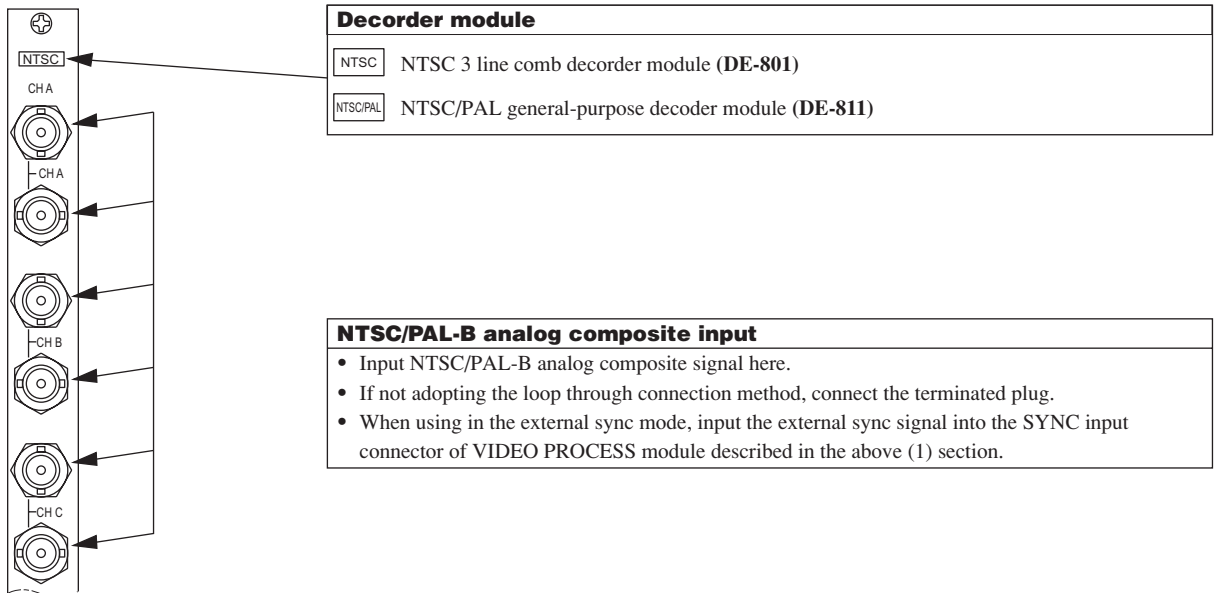 NTSC
CH A
CH A
CH B
CH C
Decorder module
NTSC NTSC 3 line comb decorder module (DE-801)
NTSC/PAL NTSC/PAL general-purpose decoder module (DE-811)
NTSC/PAL-B analog composite input
• Input NTSC/PAL-B analog composite signal here.
• If not adopting the loop through connection method, connect the terminated plug.
• When using in the external sync mode, input the external sync signal into the SYNC input
connector of VIDEO PROCESS module described in the above (1) section.